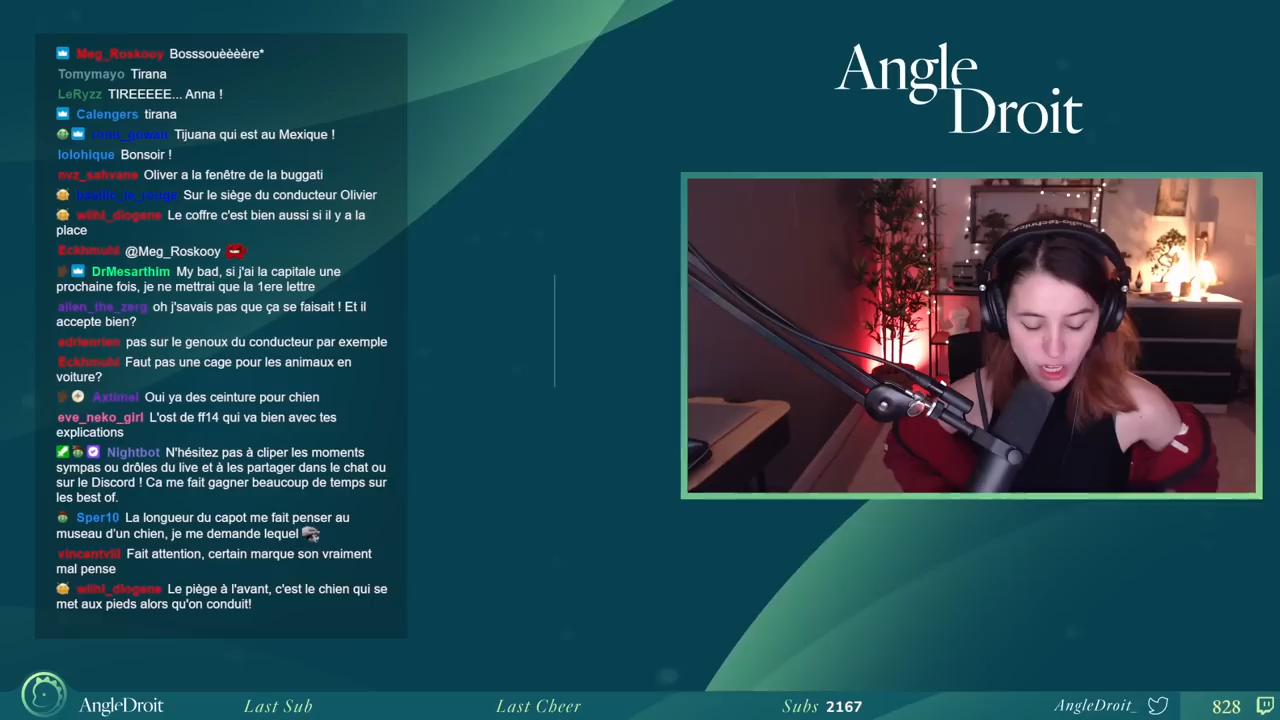 Meg_Roskooy Bosssouèèèère*
Tomymayo Tirana
LeRyzz TIREEEEE... Anna !
Calengers tirana
Tijuana qui est au Mexique !
lolohique Bonsoir !
nvz_sahvane Oliver a la fenêtre de la buggati
basilic_le_rouge Sur le siège du conducteur Olivier
wiihl_diogene Le coffre c'est bien aussi si il y a la
place
Eckhmuhl @Meg_Roskooy
DrMesarthim My bad, si j'ai la capitale une
prochaine fois, je ne mettrai que la 1ere lettre
alien_the_zerg oh j'savais pas que ça se faisait ! Et il
accepte bien?
adrienrien pas sur le genoux du conducteur par exemple
Eckhmuhl Faut pas une cage pour les animaux en
voiture?
Axtimel Oui ya des ceinture pour chien
eve_neko_girl L'ost de ff14 qui va bien avec tes
explications
Nightbot N'hésitez pas à cliper les moments
sympas ou drôles du live et à les partager dans le chat ou
sur le Discord ! Ca me fait gagner beaucoup de temps sur
les best of.
Sper10 La longueur du capot me fait penser au
museau d'un chien, je me demande lequel
Fait attention, certain marque son vraiment
mal pense
wiihl_diogene Le piège à l'avant, c'est le chien qui se
met aux pieds alors qu'on conduit!
Angle
Droit
audio-technica
AngleDroit
Last Sub
Last Cheer
Subs 2167
AngleDroit_
828